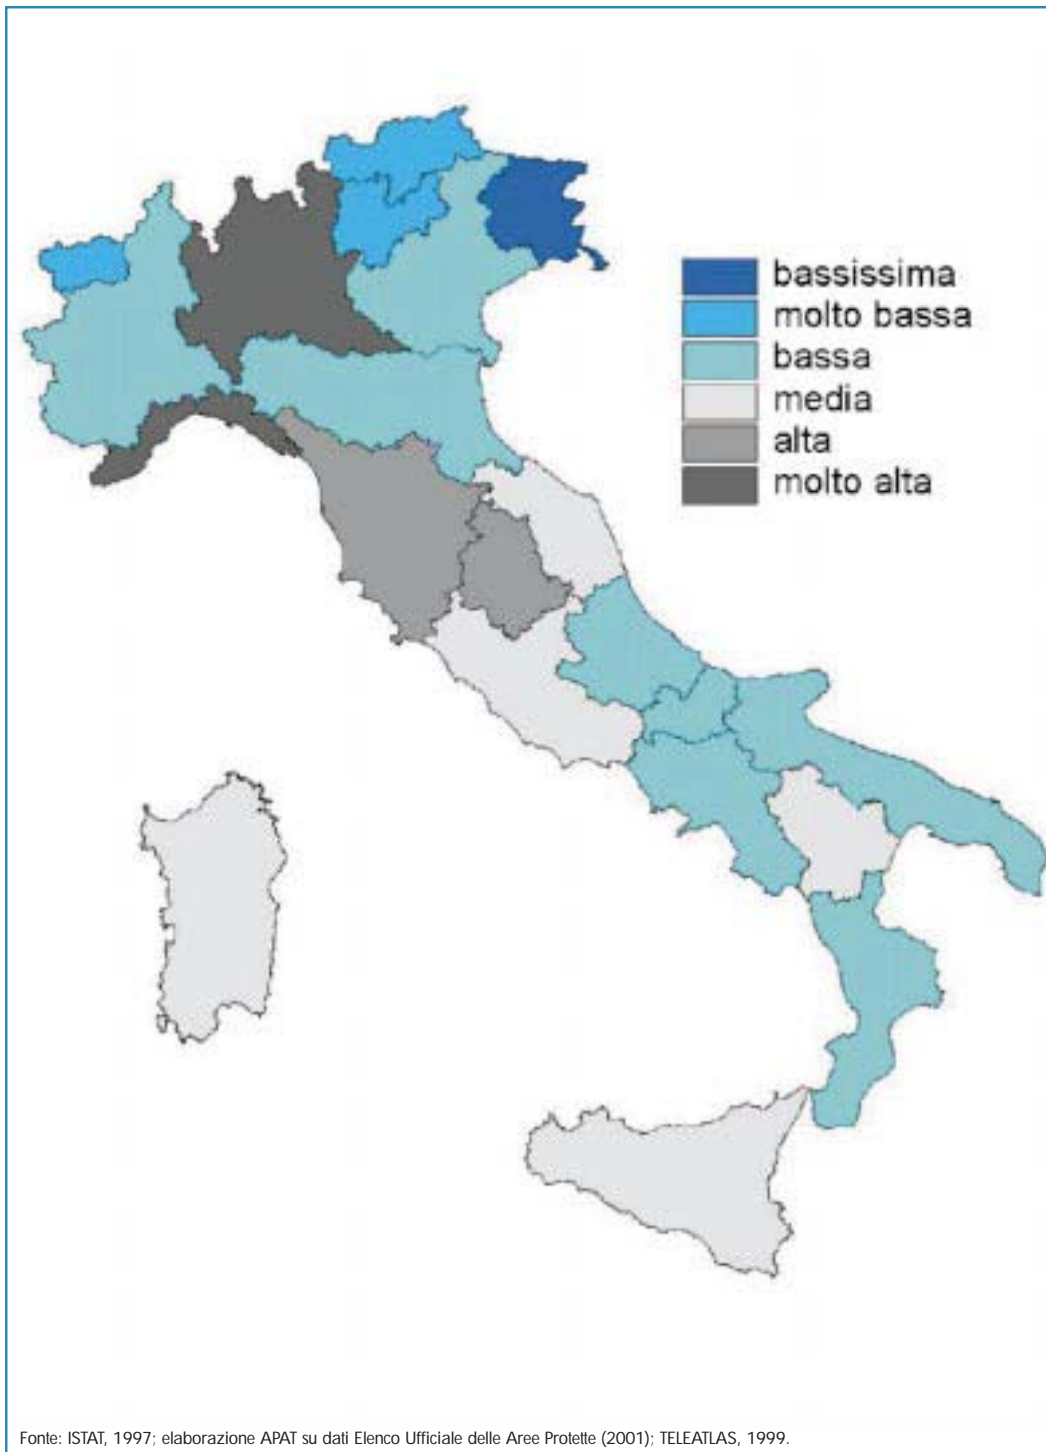 bassissima
molto bassa
bassa
media
alta
molto alta
Fonte: ISTAT, 1997; elaborazione APAT su dati Elenco Ufficiale delle Aree Protette (2001); TELEATLAS, 1999.